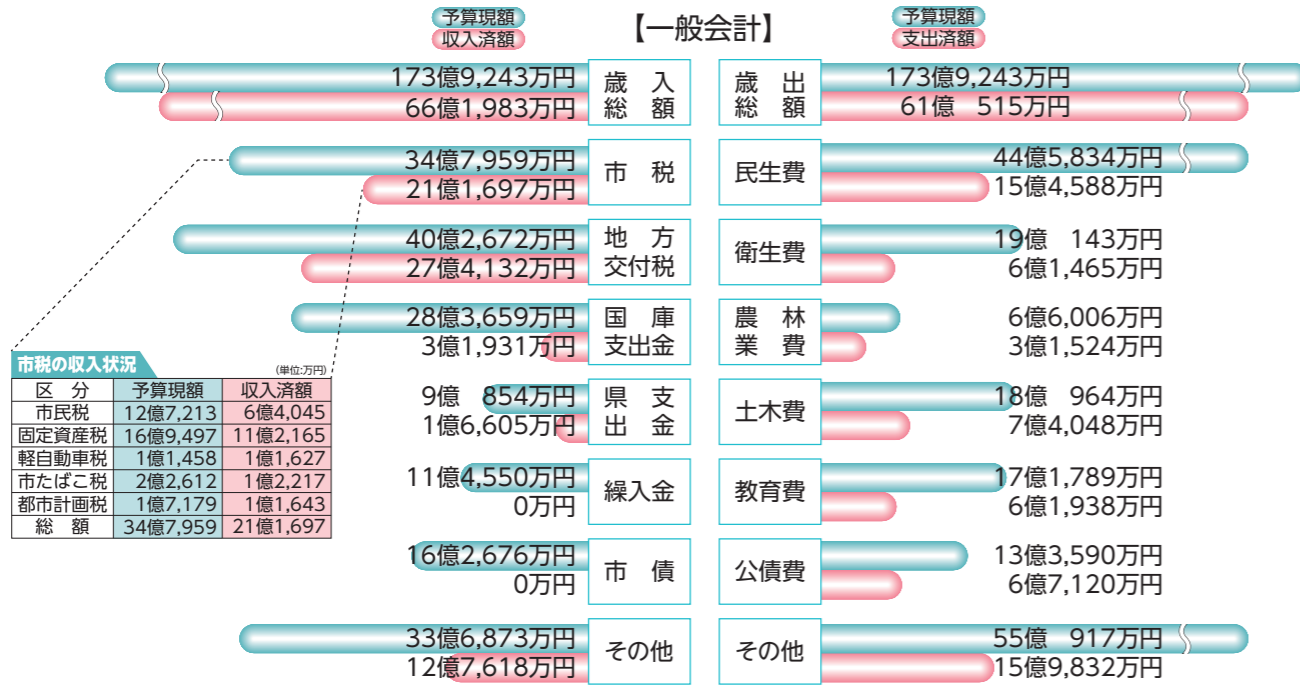 【一般会計】
予算現額
収入済額
予算現額
支出済額
173億9,243万円
66億1,983万円
歳入
総額
歳出
総額
173億9,243万円
61億 515万円
34億7,959万円
21億1,697万円
市税
民生費
44億5,834万円
15億4,588万円
40億2,672万円
27億4,132万円
地方
交付税
衛生費
19億 143万円
6億1,465万円
28億3,659万円
3億1,931万円
国庫
支出金
農林
業費
6億6,006万円
3億1,524万円
9億 854万円
1億6,605万円
県支
出金
土木費
18億 964万円
7億4,048万円
11億4,550万円
0万円
繰入金
教育費
17億1,789万円
6億1,938万円
16億2,676万円
0万円
市債
公債費
13億3,590万円
6億7,120万円
33億6,873万円
12億7,618万円
その他
その他
55億 917万円
15億9,832万円
市税の収入状況
(単位:万円)
区分 予算現額 収入済額
市民税 12億7,213 6億4,045
固定資産税 16億9,497 11億2,165
軽自動車税 1億1,458 1億1,627
市たばこ税 2億2,612 1億2,217
都市計画税 1億7,179 1億1,643
総額 34億7,959 21億1,697